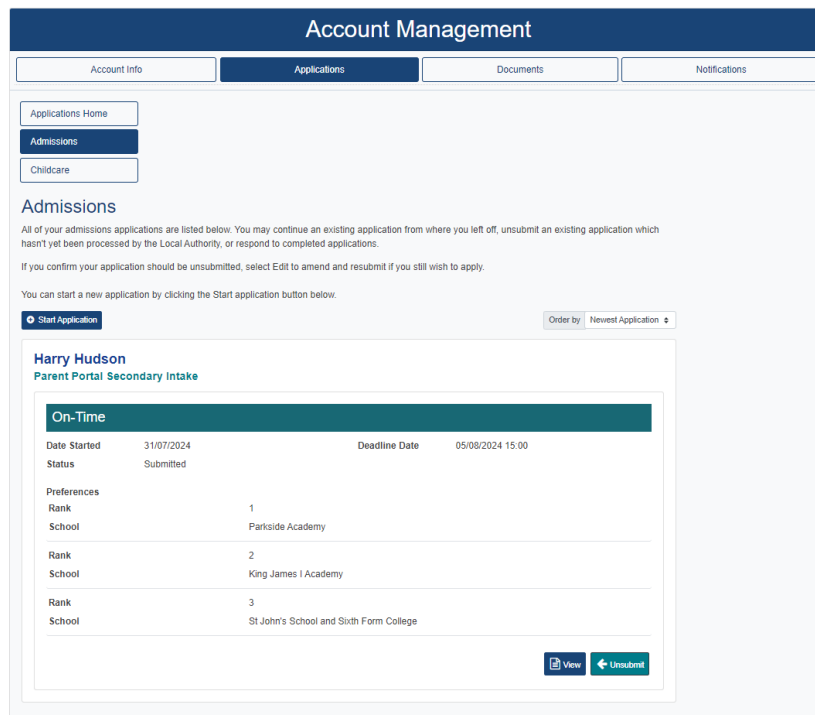 Account Management
Account Info
Applications
Documents
Notifications
Applications Home
Admissions
Childcare
Admissions
All of your admissions applications are listed below. You may continue an existing application from where you left off, unsubmit an existing application which
hasn't yet been processed by the Local Authority, or respond to completed applications.
If you confirm your application should be unsubmitted, select Edit to amend and resubmit if you still wish to apply.
You can start a new application by clicking the Start application button below.
Start Application
Order by Newest Application
Harry Hudson
Parent Portal Secondary Intake
On-Time
Date Started 31/07/2024 Deadline Date 05/08/2024 15:00
Status Submitted
Preferences
Rank 1
School Parkside Academy
Rank 2
School King James I Academy
Rank 3
School St John's School and Sixth Form College
View Unsubmit